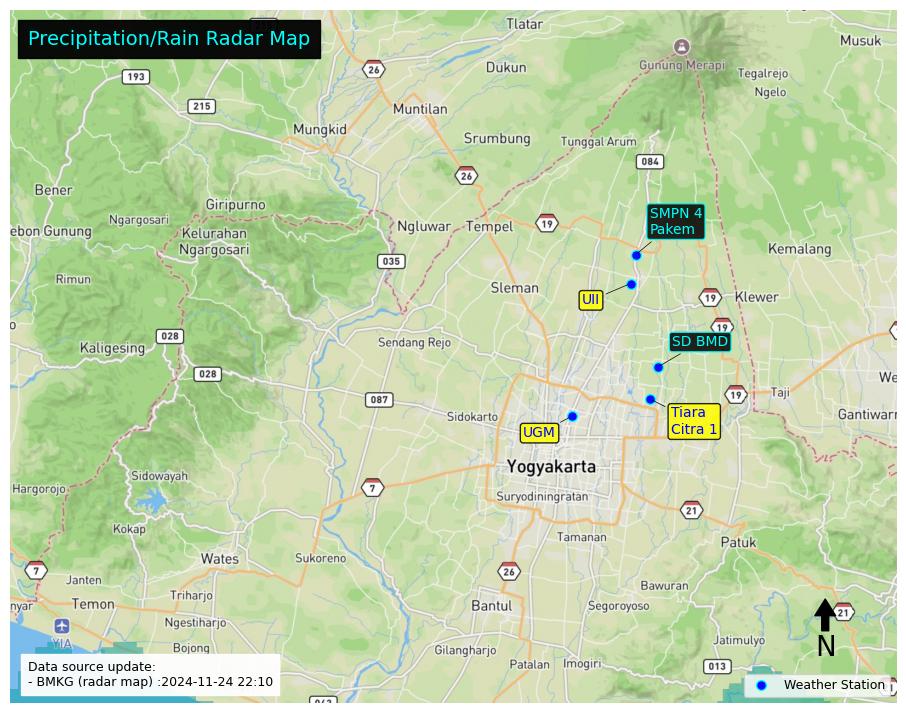 Precipitation/Rain Radar Map
Tlatar
Musuk
26
Dukun
Gunung Merapi
Tegalrejo
193
Ngelo
215
Muntilan
Mungkid
Srumbung
Tunggal Arum
084
26
Bener
Giripurno
SMPN 4
Pakem
Ngargosari
Ngluwar
Tempel
19
ebon Gunung
Kelurahan
Ngargosari
Kemalang
035
Rimun
Sleman
UII
19
Klewer
19
028
Kaligesing
Sendang Rejo
SD BMD
028
We
087
19
Taji
Sidokarto
Tiara
Citra 1
Gantiwarn
UGM
Yogyakarta
Sidowayah
Hargorojo
7
Suryodiningratan
21
Kokap
Tamanan
Patuk
Wates
Sukoreno
7
26
Janten
Bawuran
Triharjo
nyar
Temon
Bantul
Segoroyoso
21
Ngestiharjo
YIA
Jatimulyo
N
Bojong
Gilangharjo
Patalan
Imogiri
013
Data source update:
- BMKG (radar map) :2024-11-24 22:10
Weather Station